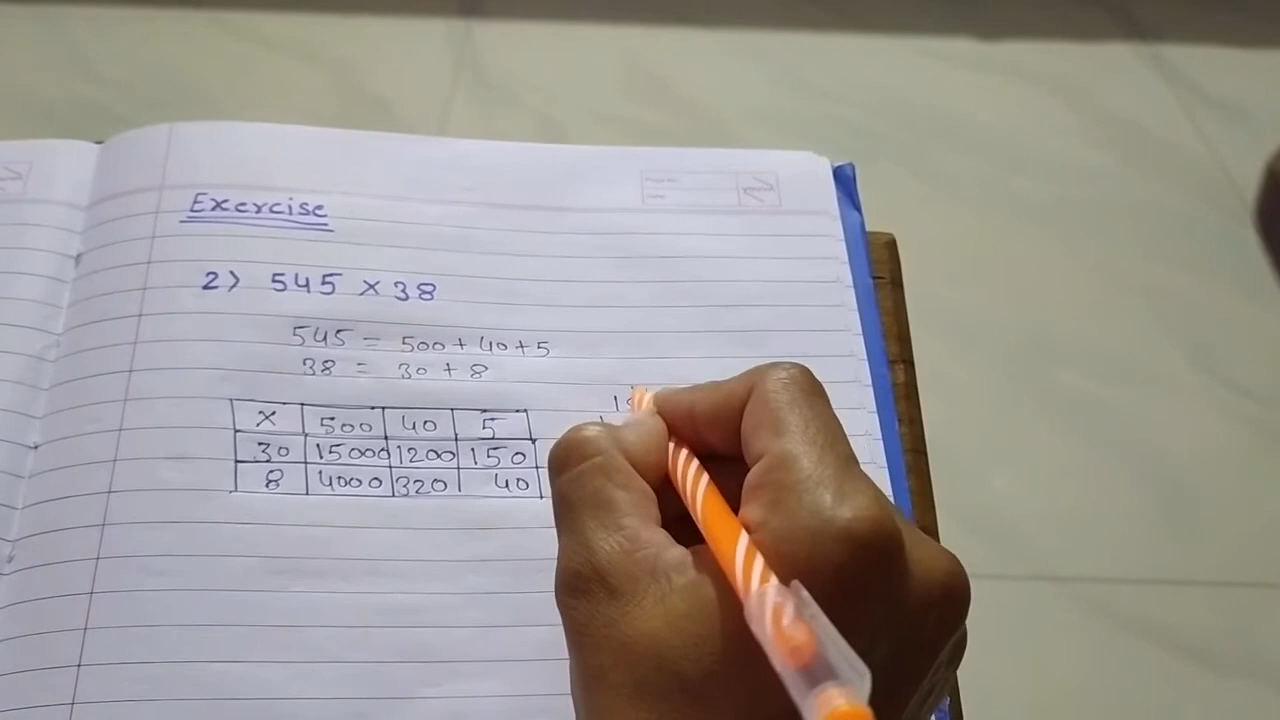 Exercise
2) 545 × 38
545 = 500 + 40 + 5
38 = 30 + 8
× 500 40 5
30 15000 1200 150
8 4000 320 40